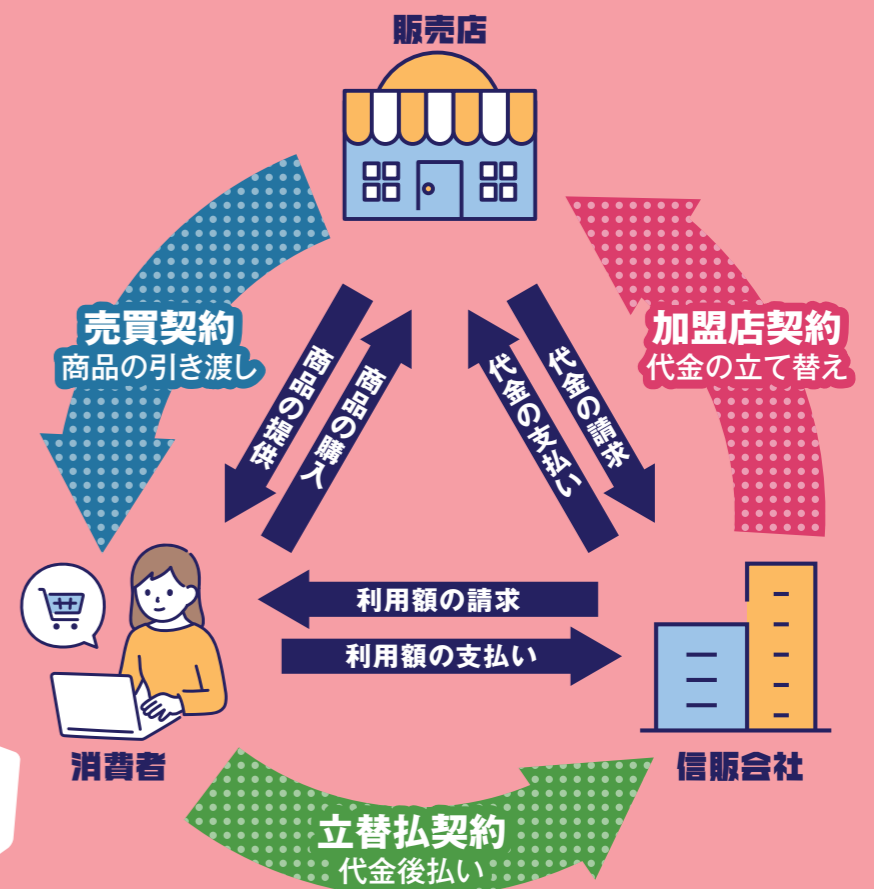 販売店
売買契約
商品の引き渡し
加盟店契約
代金の立て替え
商品の提供
商品の購入
代金の支払い
代金の請求
利用額の請求
利用額の支払い
消費者
信販会社
立替払契約
代金後払い